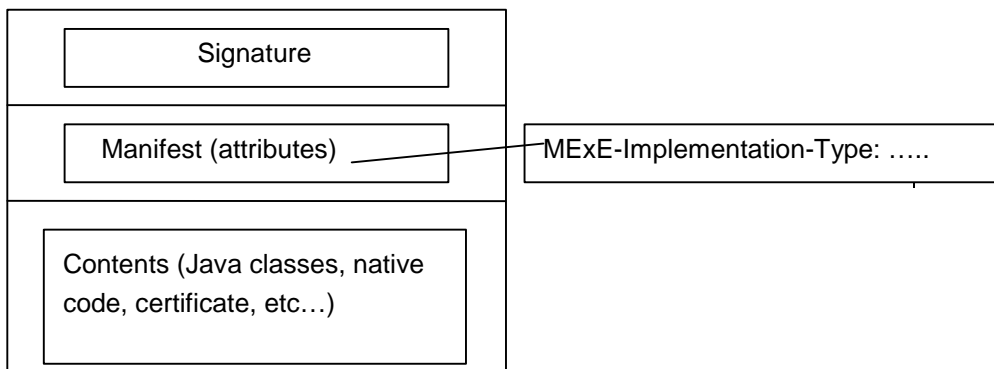 Signature
Manifest (attributes)
MExE-Implementation-Type: …..
Contents (Java classes, native
code, certificate, etc…)